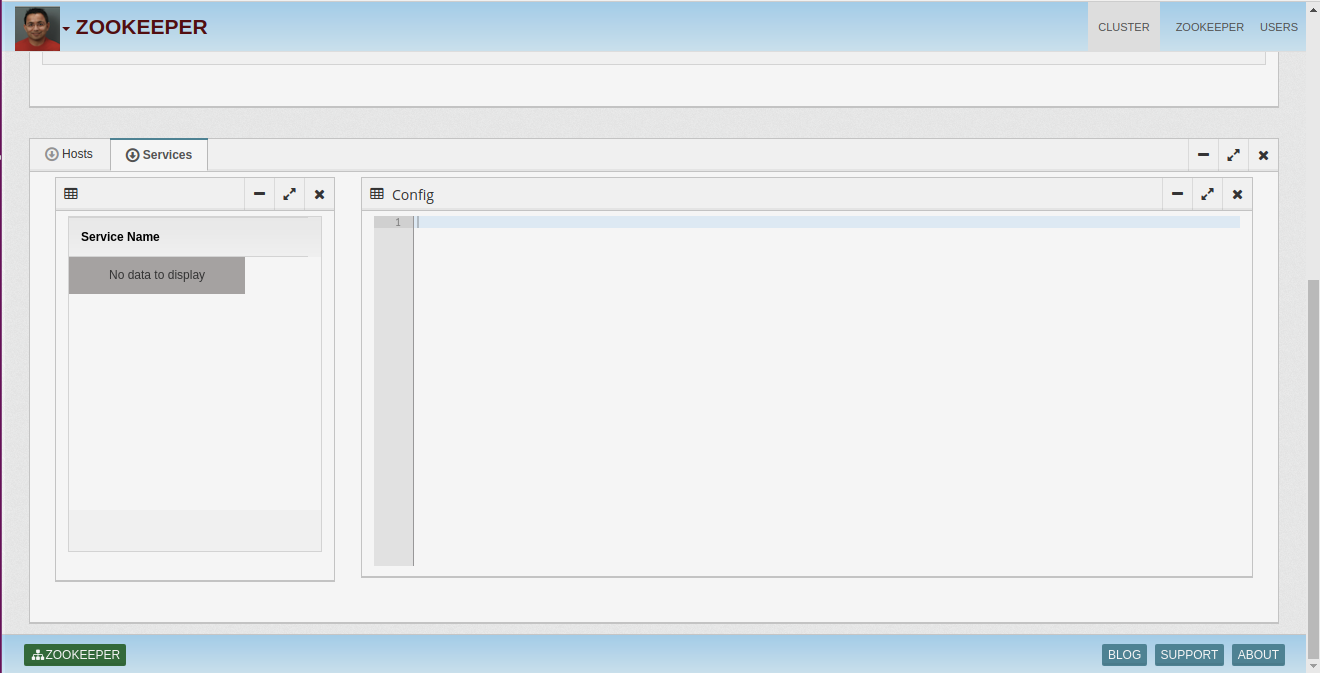 ZOOKEEPER
CLUSTER ZOOKEEPER USERS
Hosts Services
Config
Service Name
1
No data to display
ZOOKEEPER
BLOG SUPPORT ABOUT